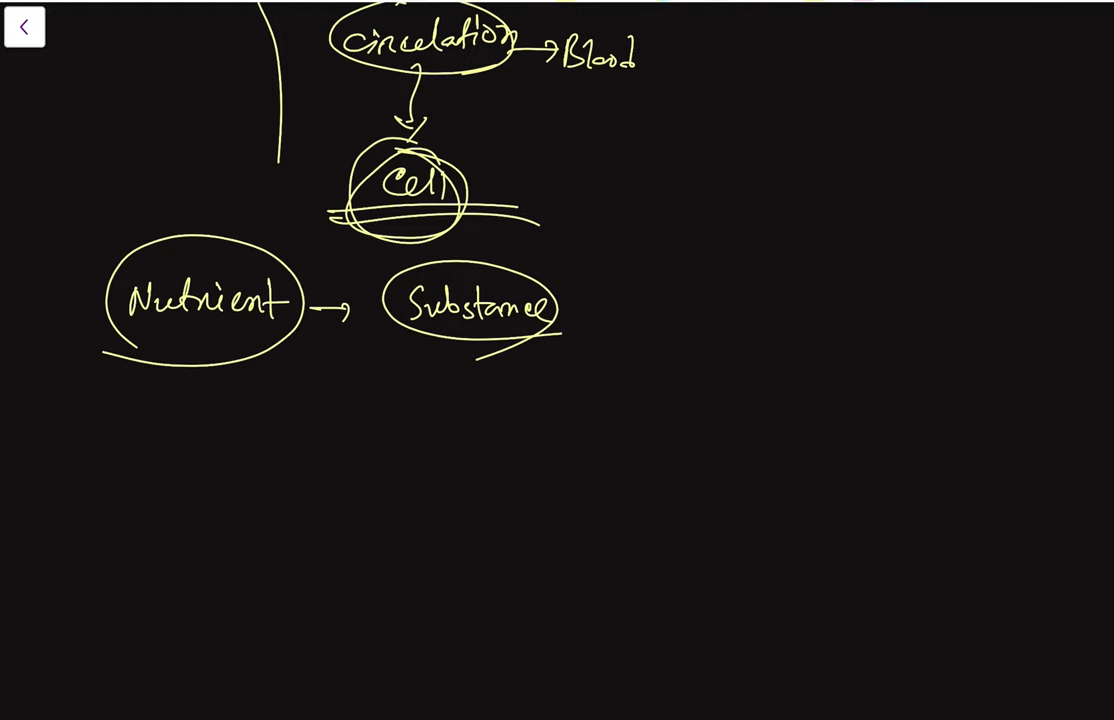 Circulation → Blood
Cell
Nutrient → Substance